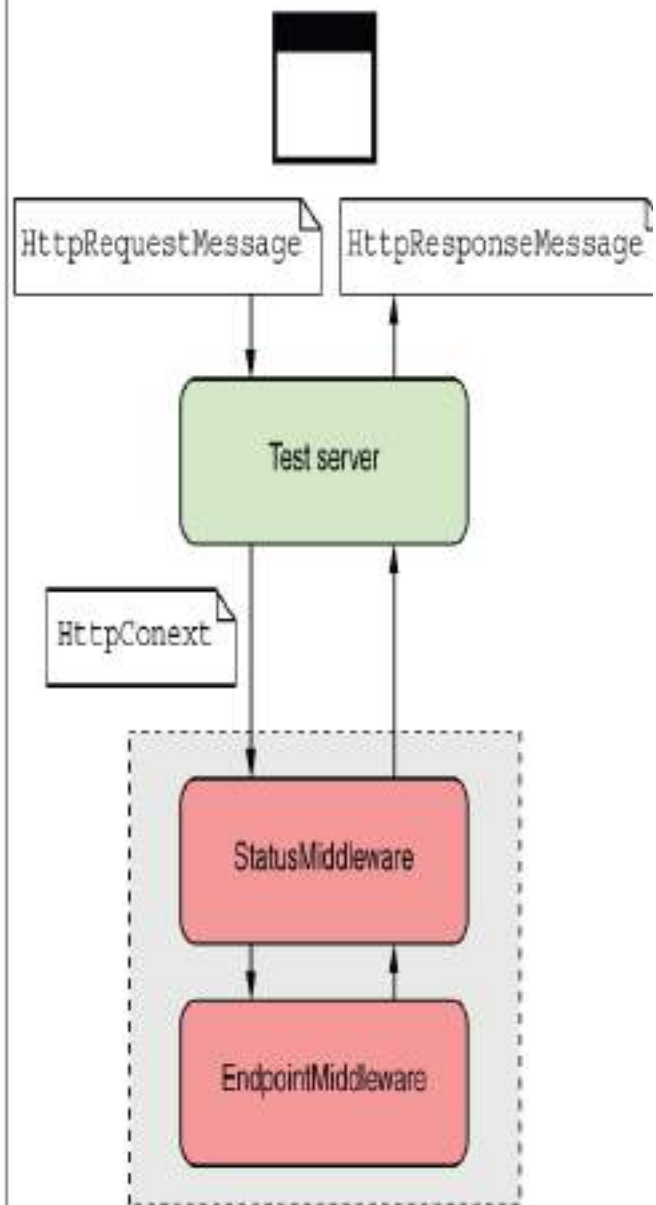 HttpRequestMessage
HttpResponseMessage
Test server
HttpConext
StatusMiddleware
EndpointMiddleware